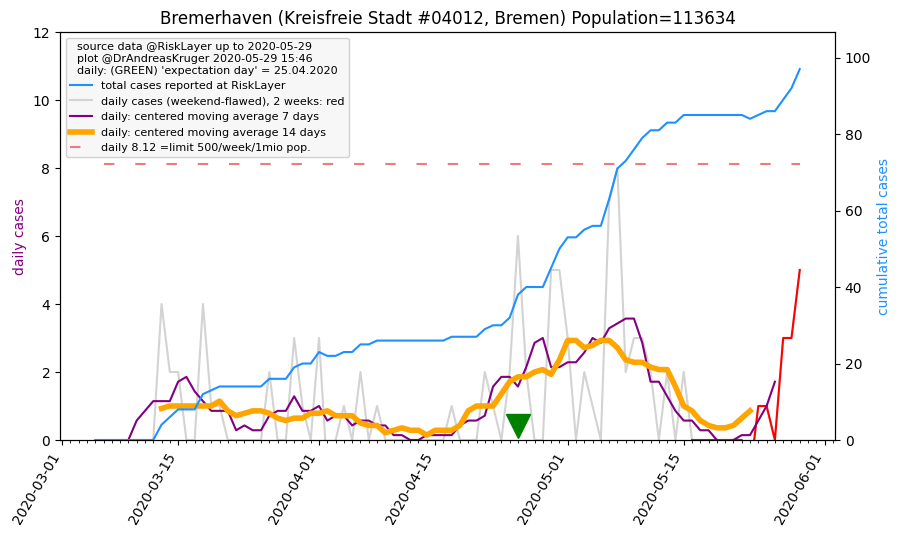 Bremerhaven (Kreisfreie Stadt #04012, Bremen) Population=113634
source data @RiskLayer up to 2020-05-29
plot @DrAndreasKruger 2020-05-29 15:46
daily: (GREEN) 'expectation day' = 25.04.2020
total cases reported at RiskLayer
daily cases (weekend-flawed), 2 weeks: red
daily: centered moving average 7 days
daily: centered moving average 14 days
daily 8.12 =limit 500/week/1mio pop.
daily cases
12
10
8
6
4
2
0
100
80
60
40
20
0
cumulative total cases
2020-03-01
2020-03-15
2020-04-01
2020-04-15
2020-05-01
2020-05-15
2020-06-01